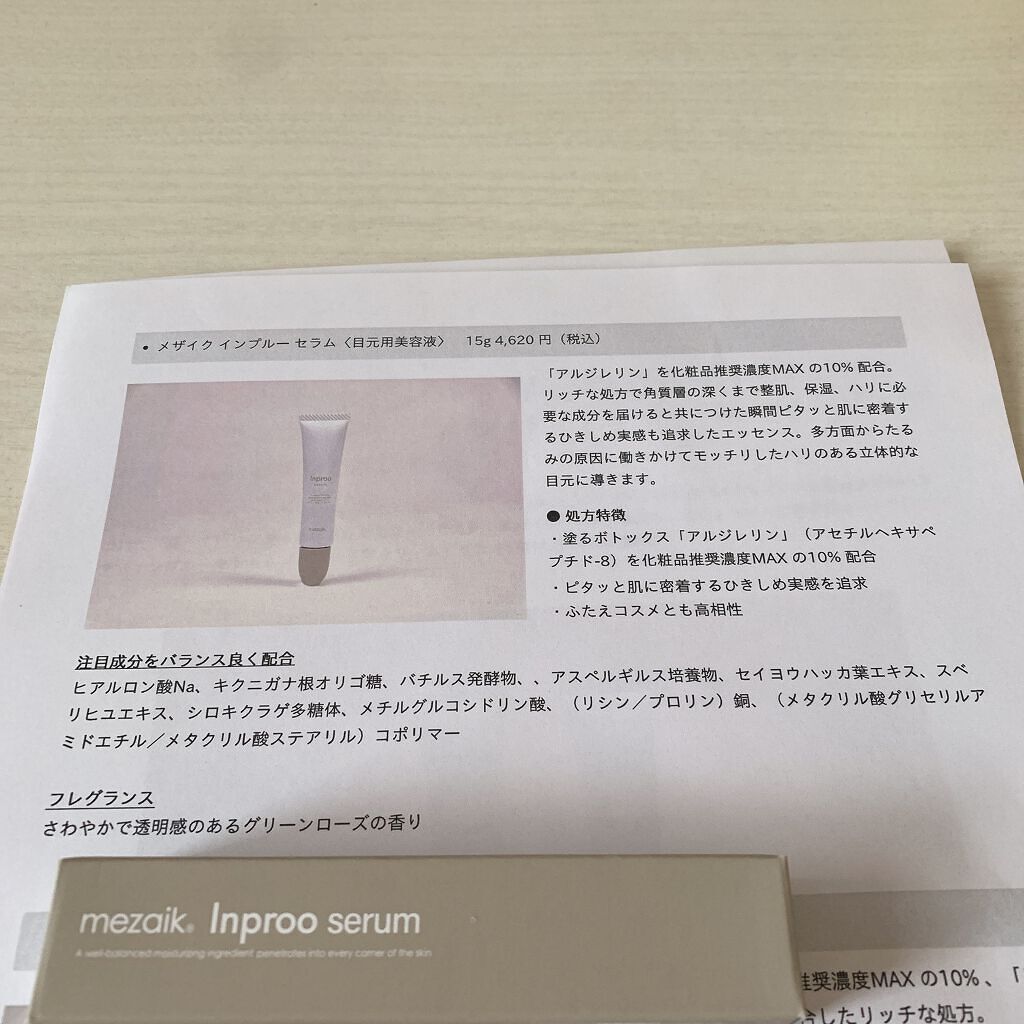 • メザイク インプルー セラム〈目元用美容液〉 15g 4,620 円（税込）
「アルジレリン」を化粧品推奨濃度MAX の10% 配合。
リッチな処方で角質層の深くまで整肌、保湿、ハリに必
要な成分を届けると共につけた瞬間ピタッと肌に密着す
るひきしめ実感も追求したエッセンス。多方面からたる
みの原因に働きかけてモッチリしたハリのある立体的な
目元に導きます。
● 処方特徴
・塗るボトックス「アルジレリン」（アセチルヘキサペ
プチド-8）を化粧品推奨濃度MAX の10% 配合
・ピタッと肌に密着するひきしめ実感を追求
・ふたえコスメとも高相性
Inproo
注目成分をバランス良く配合
ヒアルロン酸Na、キクニガナ根オリゴ糖、バチルス発酵物、、アスペルギルス培養物、セイヨウハッカ葉エキス、スベ
リヒユエキス、シロキクラゲ多糖体、メチルグルコシドリン酸、（リシン／プロリン）銅、（メタクリル酸グリセリルア
ミドエチル／メタクリル酸ステアリル）コポリマー
フレグランス
さわやかで透明感のあるグリーンローズの香り
mezaik® Inproo serum
A well-balanced moisturizing ingredient penetrates into every corner of the skin
奨濃度MAX の10% 、「
したリッチな処方。